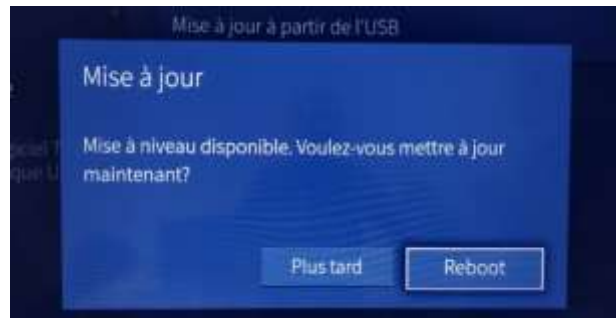 Mise à jour à partir de l'USB
Mise à jour
Mise à niveau disponible. Voulez-vous mettre à jour
maintenant?
Plus tard
Reboot